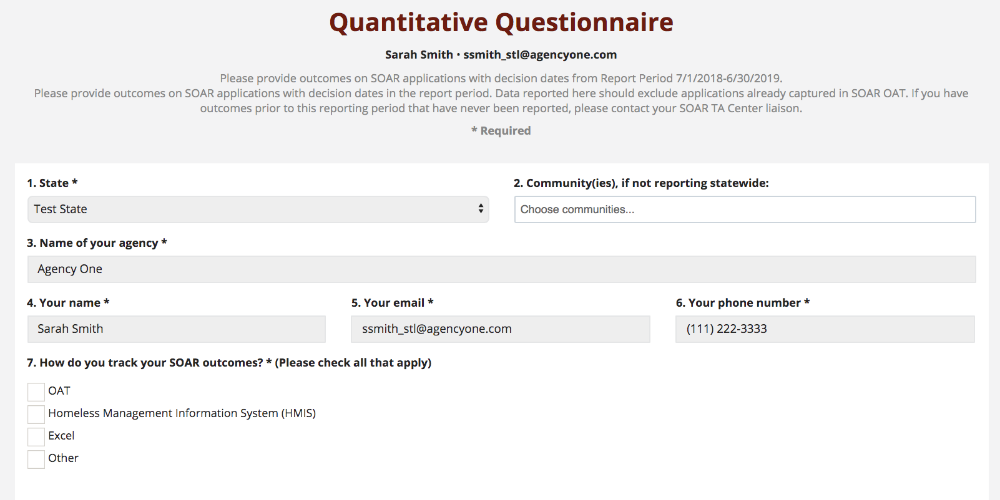 Quantitative Questionnaire
Sarah Smith • ssmith_stl@agencyone.com
Please provide outcomes on SOAR applications with decision dates from Report Period 7/1/2018-6/30/2019.
Please provide outcomes on SOAR applications with decision dates in the report period. Data reported here should exclude applications already captured in SOAR OAT. If you have
outcomes prior to this reporting period that have never been reported, please contact your SOAR TA Center liaison.
* Required
1. State *
2. Community(ies), if not reporting statewide:
Test State
Choose communities...
3. Name of your agency *
Agency One
4. Your name *
5. Your email *
6. Your phone number *
Sarah Smith
ssmith_stl@agencyone.com
(111) 222-3333
7. How do you track your SOAR outcomes? * (Please check all that apply)
OAT
Homeless Management Information System (HMIS)
Excel
Other